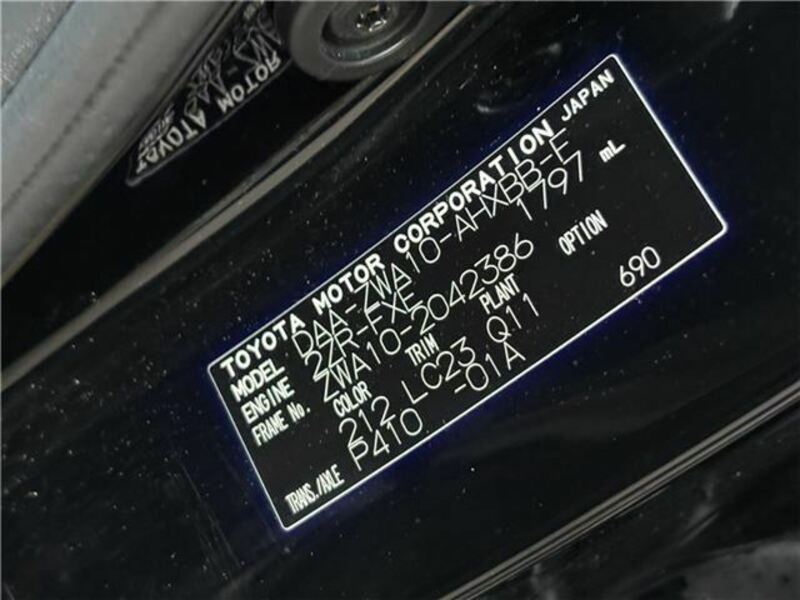 TOYOTA MOTOR CORPORATION JAPAN
MODEL DAA-ZWA10-AHXBB-F
ENGINE 2ZR-FXE 1797 mL
FRAME No. ZWA10-2042386
COLOR TRIM PLANT OPTION
212 LC23 Q11 690
TRANS./AXLE P410 -01A